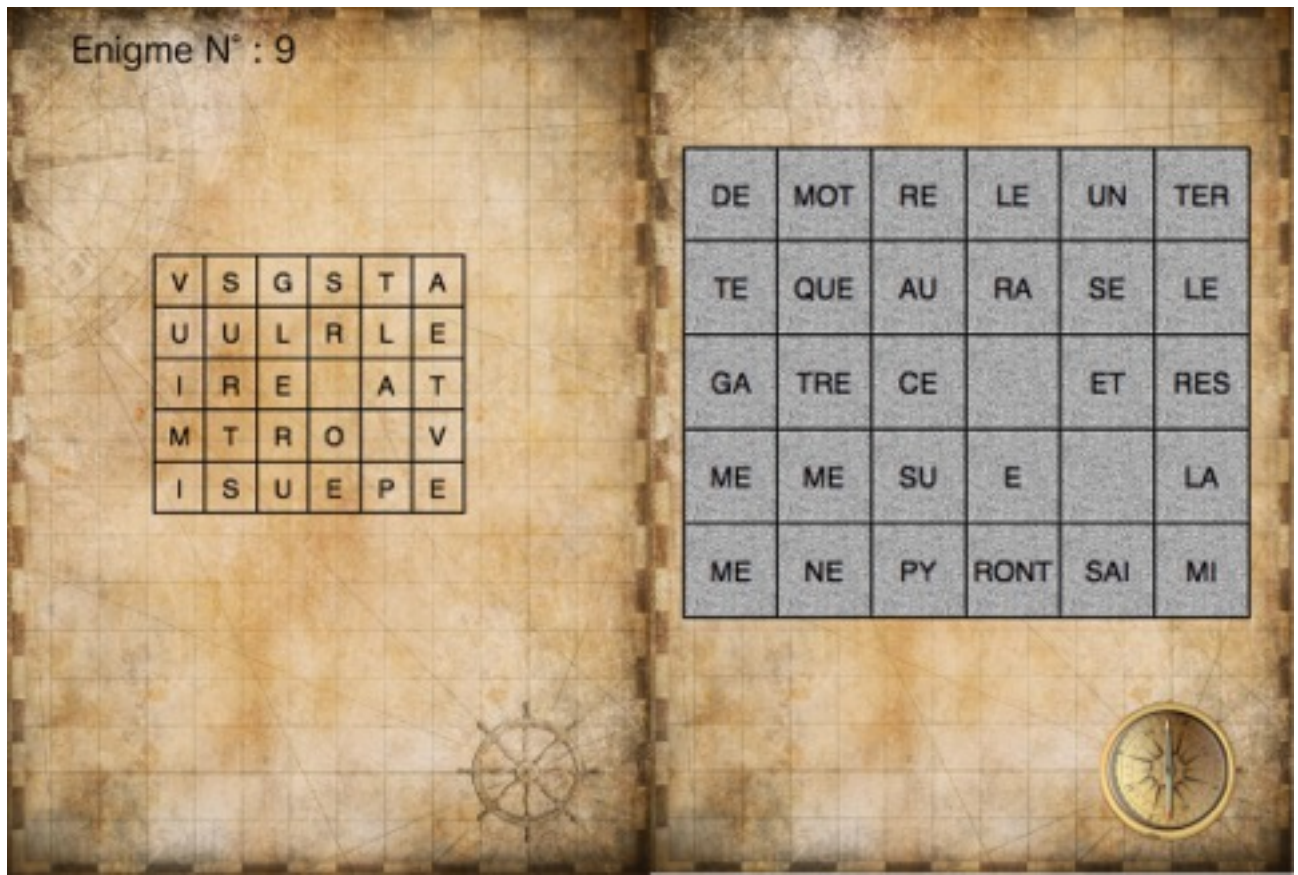 Enigme N° : 9
V S G S T A
U U L R L E
I R E A T
M T R O V
I S U E P E
DE MOT RE LE UN TER
TE QUE AU RA SE LE
GA TRE CE ET RES
ME ME SU E LA
ME NE PY RONT SAI MI